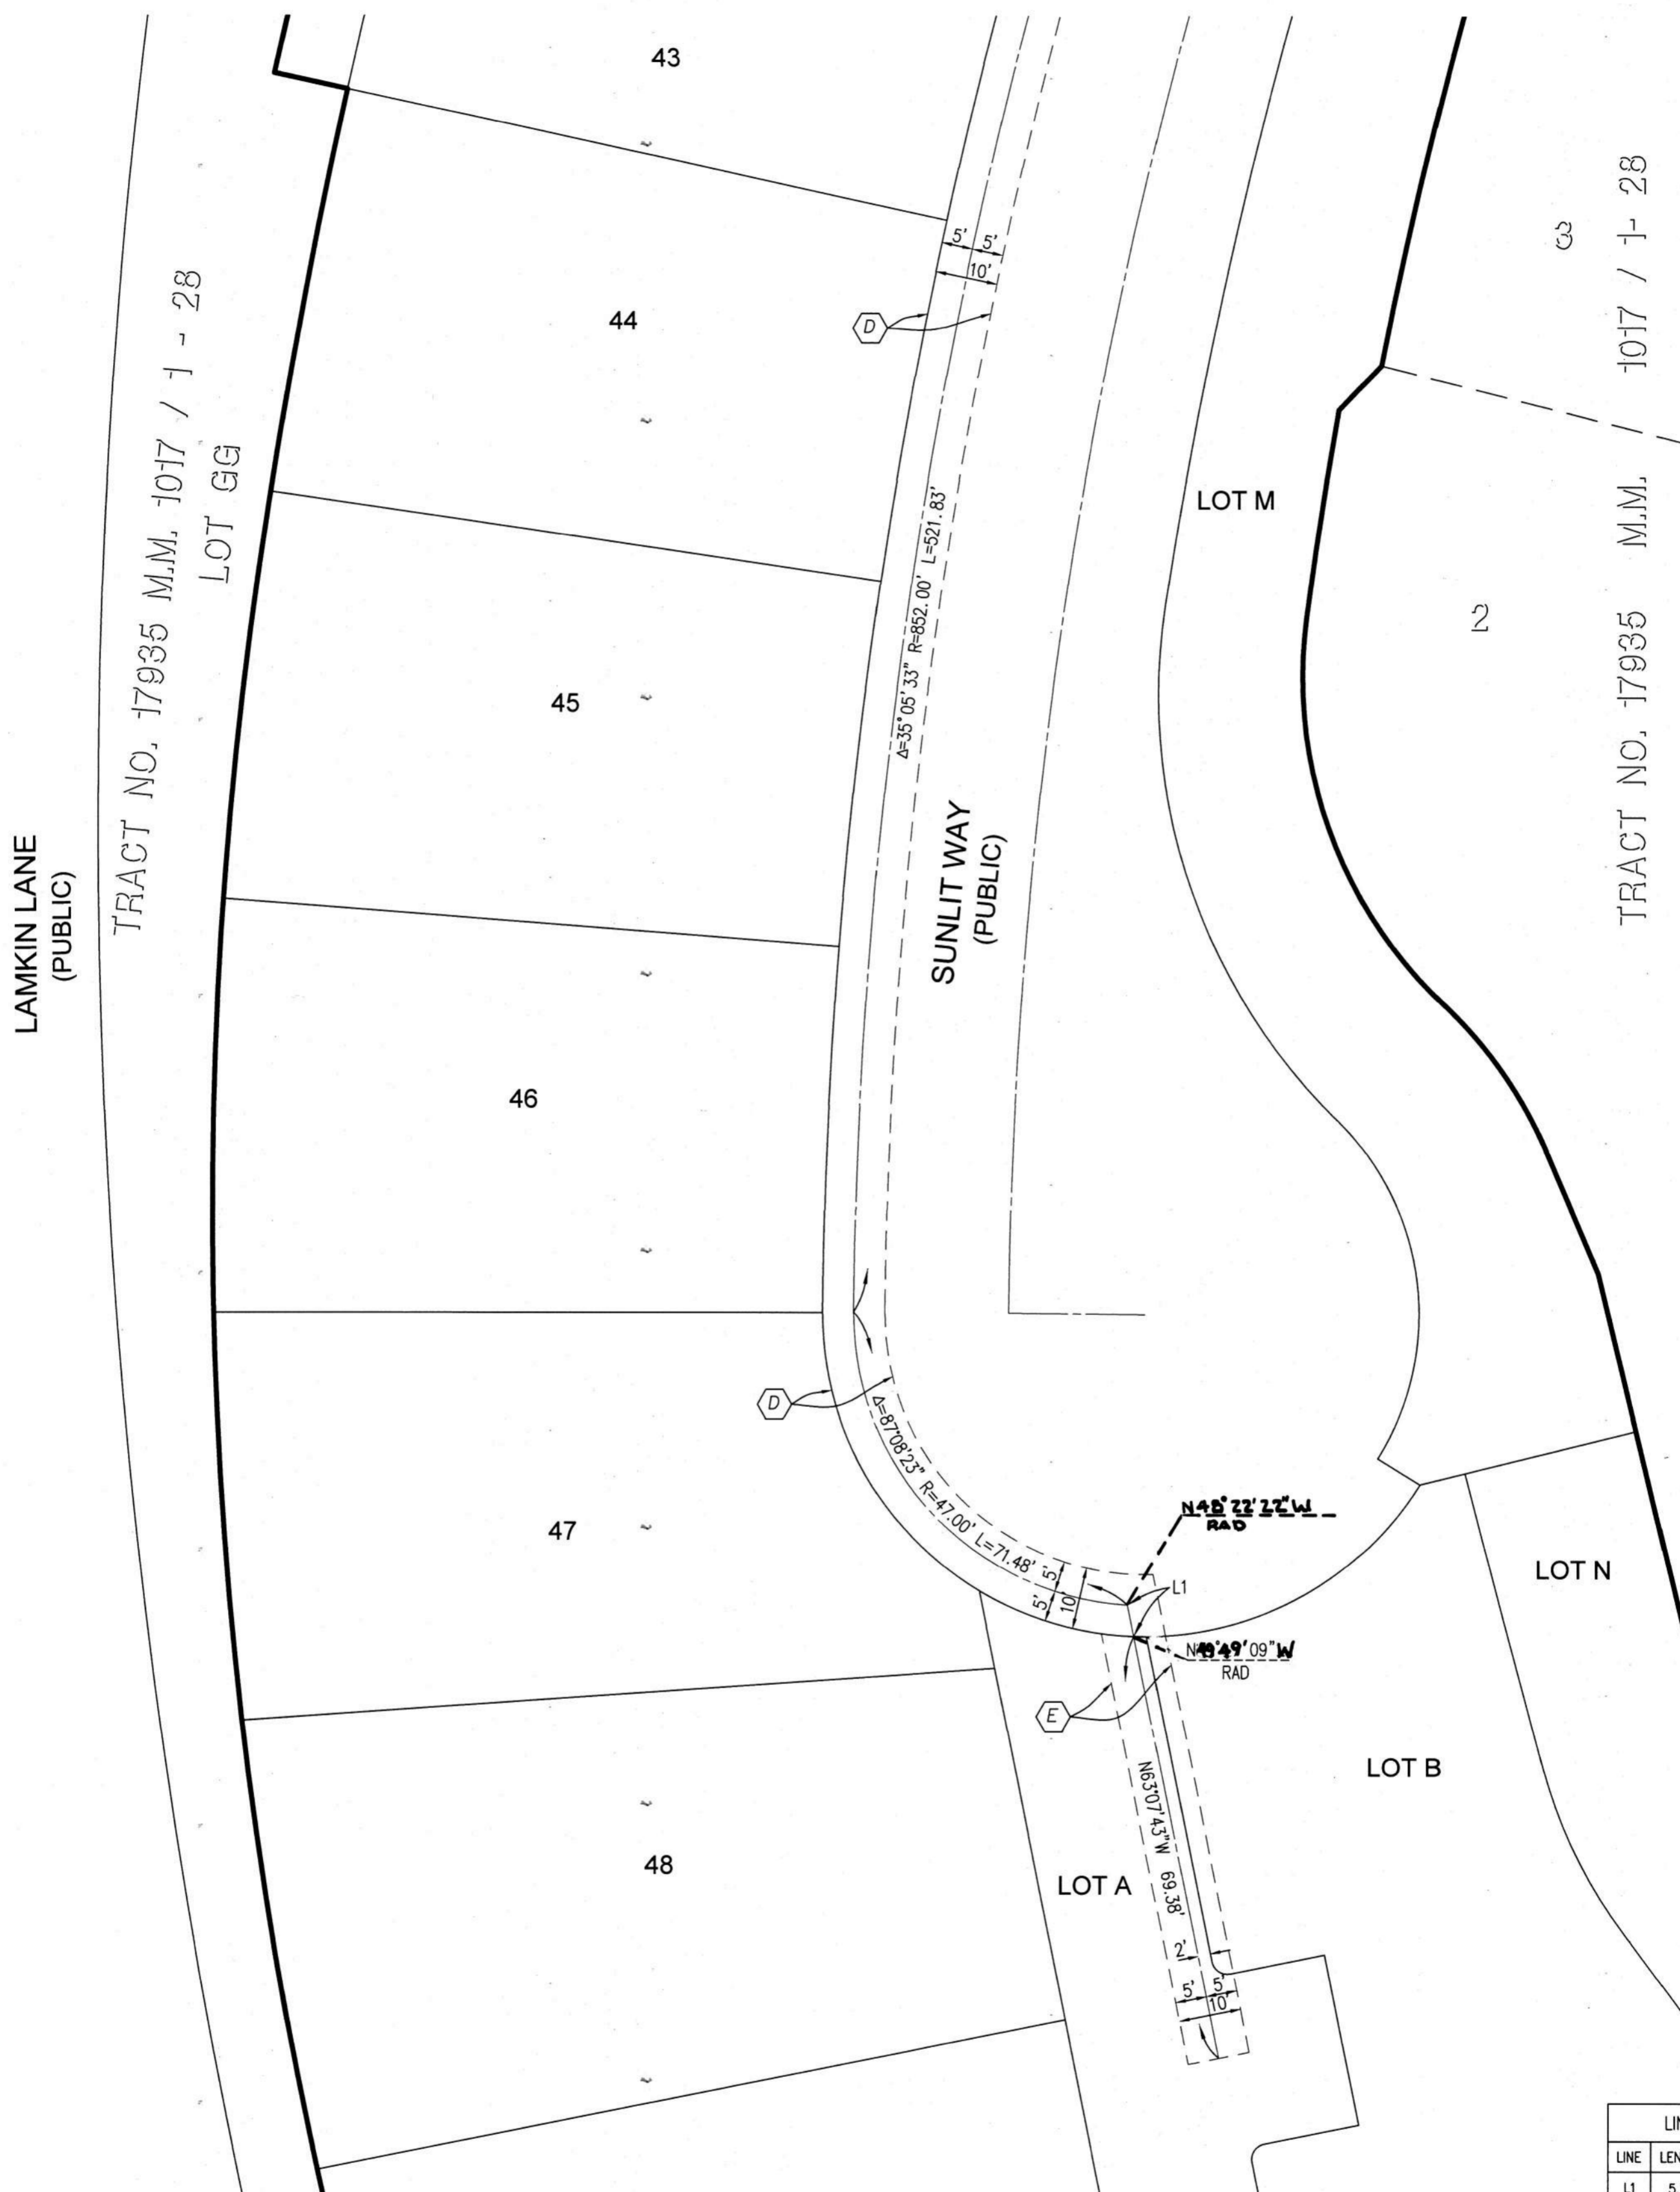 43
5' 5'
10'
D
44
3
TRACT NO. 17935 M.M. 1017 / 1 - 28
LOT GG
TRACT NO. 17935 M.M. 1017 / 1 - 28
LOT M
2
Δ=35°05'33" R=852.00' L=521.83'
45
SUNLIT WAY
(PUBLIC)
LAMKIN LANE
(PUBLIC)
46
D
Δ=87°08'23" R=47.00' L=71.48'
47
N48°22'22"W
RAD
5'
5'
10'
L1
LOT N
N49°49'09"W
RAD
E
N63°07'43"W 69.38'
LOT B
48
LOT A
2'
5' 5'
10'
LINE
L1 5